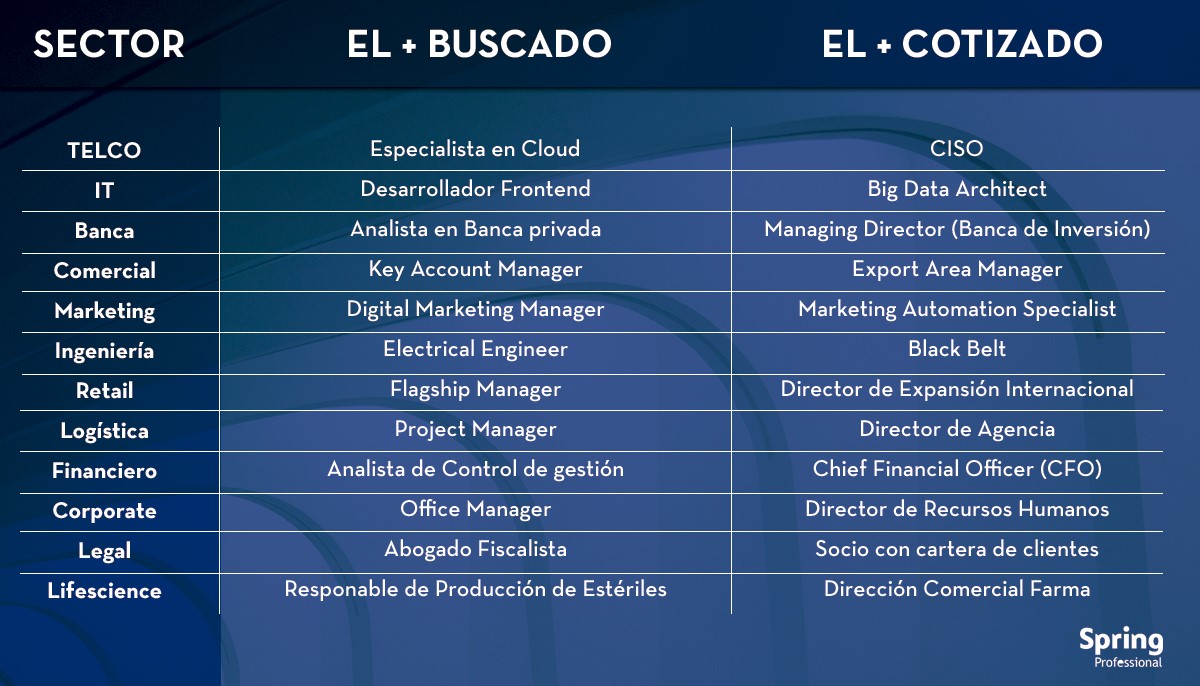 SECTOR EL + BUSCADO EL + COTIZADO
TELCO Especialista en Cloud CISO
IT Desarrollador Frontend Big Data Architect
Banca Analista en Banca privada Managing Director (Banca de Inversión)
Comercial Key Account Manager Export Area Manager
Marketing Digital Marketing Manager Marketing Automation Specialist
Ingeniería Electrical Engineer Black Belt
Retail Flagship Manager Director de Expansión Internacional
Logística Project Manager Director de Agencia
Financiero Analista de Control de gestión Chief Financial Officer (CFO)
Corporate Office Manager Director de Recursos Humanos
Legal Abogado Fiscalista Socio con cartera de clientes
Lifescience Responsable de Producción de Estériles Dirección Comercial Farma
Spring
Professional